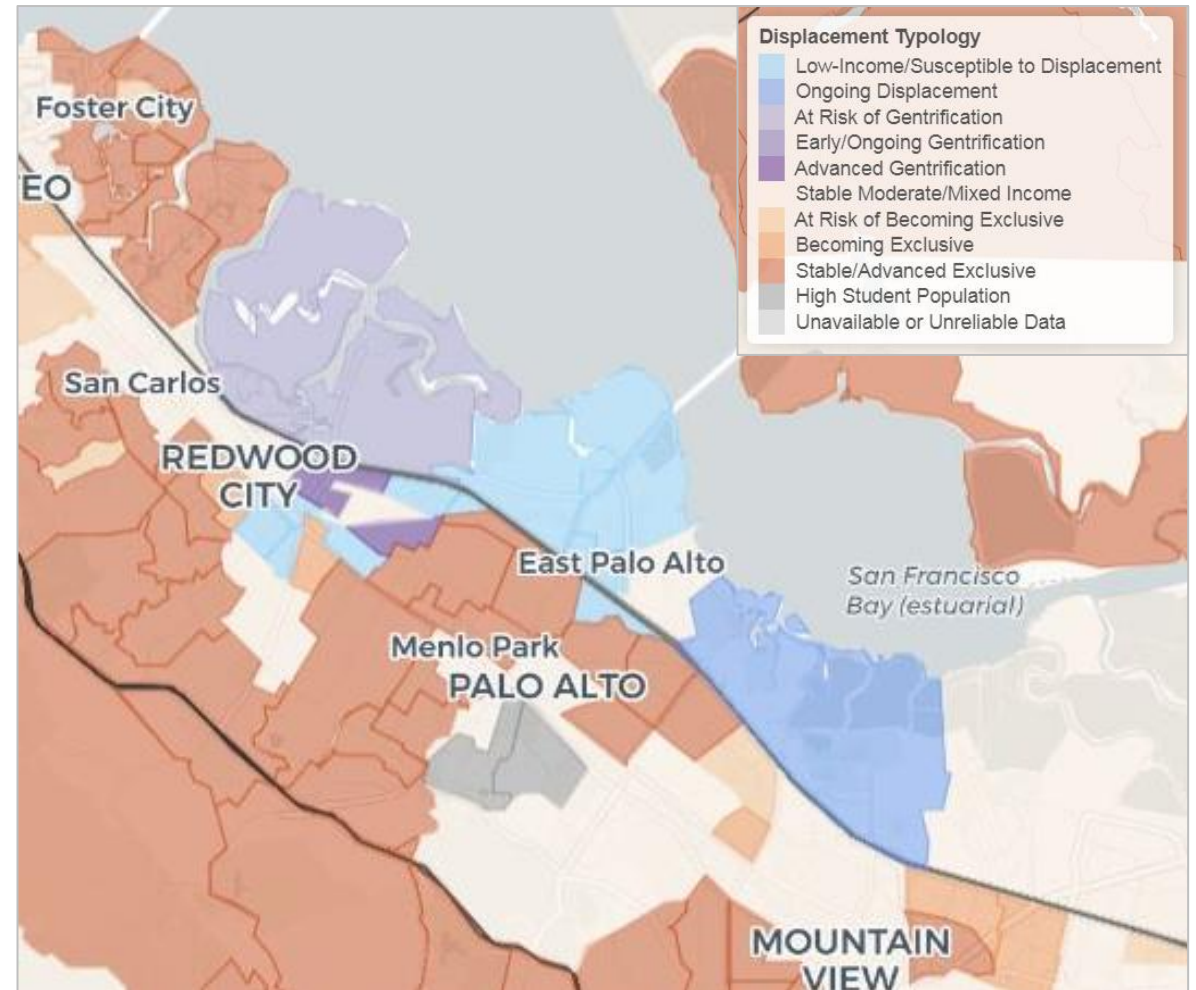 Displacement Typology
Low-Income/Susceptible to Displacement
Ongoing Displacement
At Risk of Gentrification
Early/Ongoing Gentrification
Advanced Gentrification
Stable Moderate/Mixed Income
At Risk of Becoming Exclusive
Becoming Exclusive
Stable/Advanced Exclusive
High Student Population
Unavailable or Unreliable Data
Foster City
EO
San Carlos
REDWOOD
CITY
East Palo Alto
San Francisco
Bay (estuarial)
Menlo Park
PALO ALTO
MOUNTAIN
VIEW